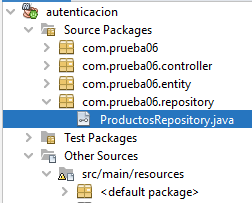 autenticacion
Source Packages
com.prueba06
com.prueba06.controller
com.prueba06.entity
com.prueba06.repository
ProductosRepository.java
Test Packages
Other Sources
src/main/resources
<default package>